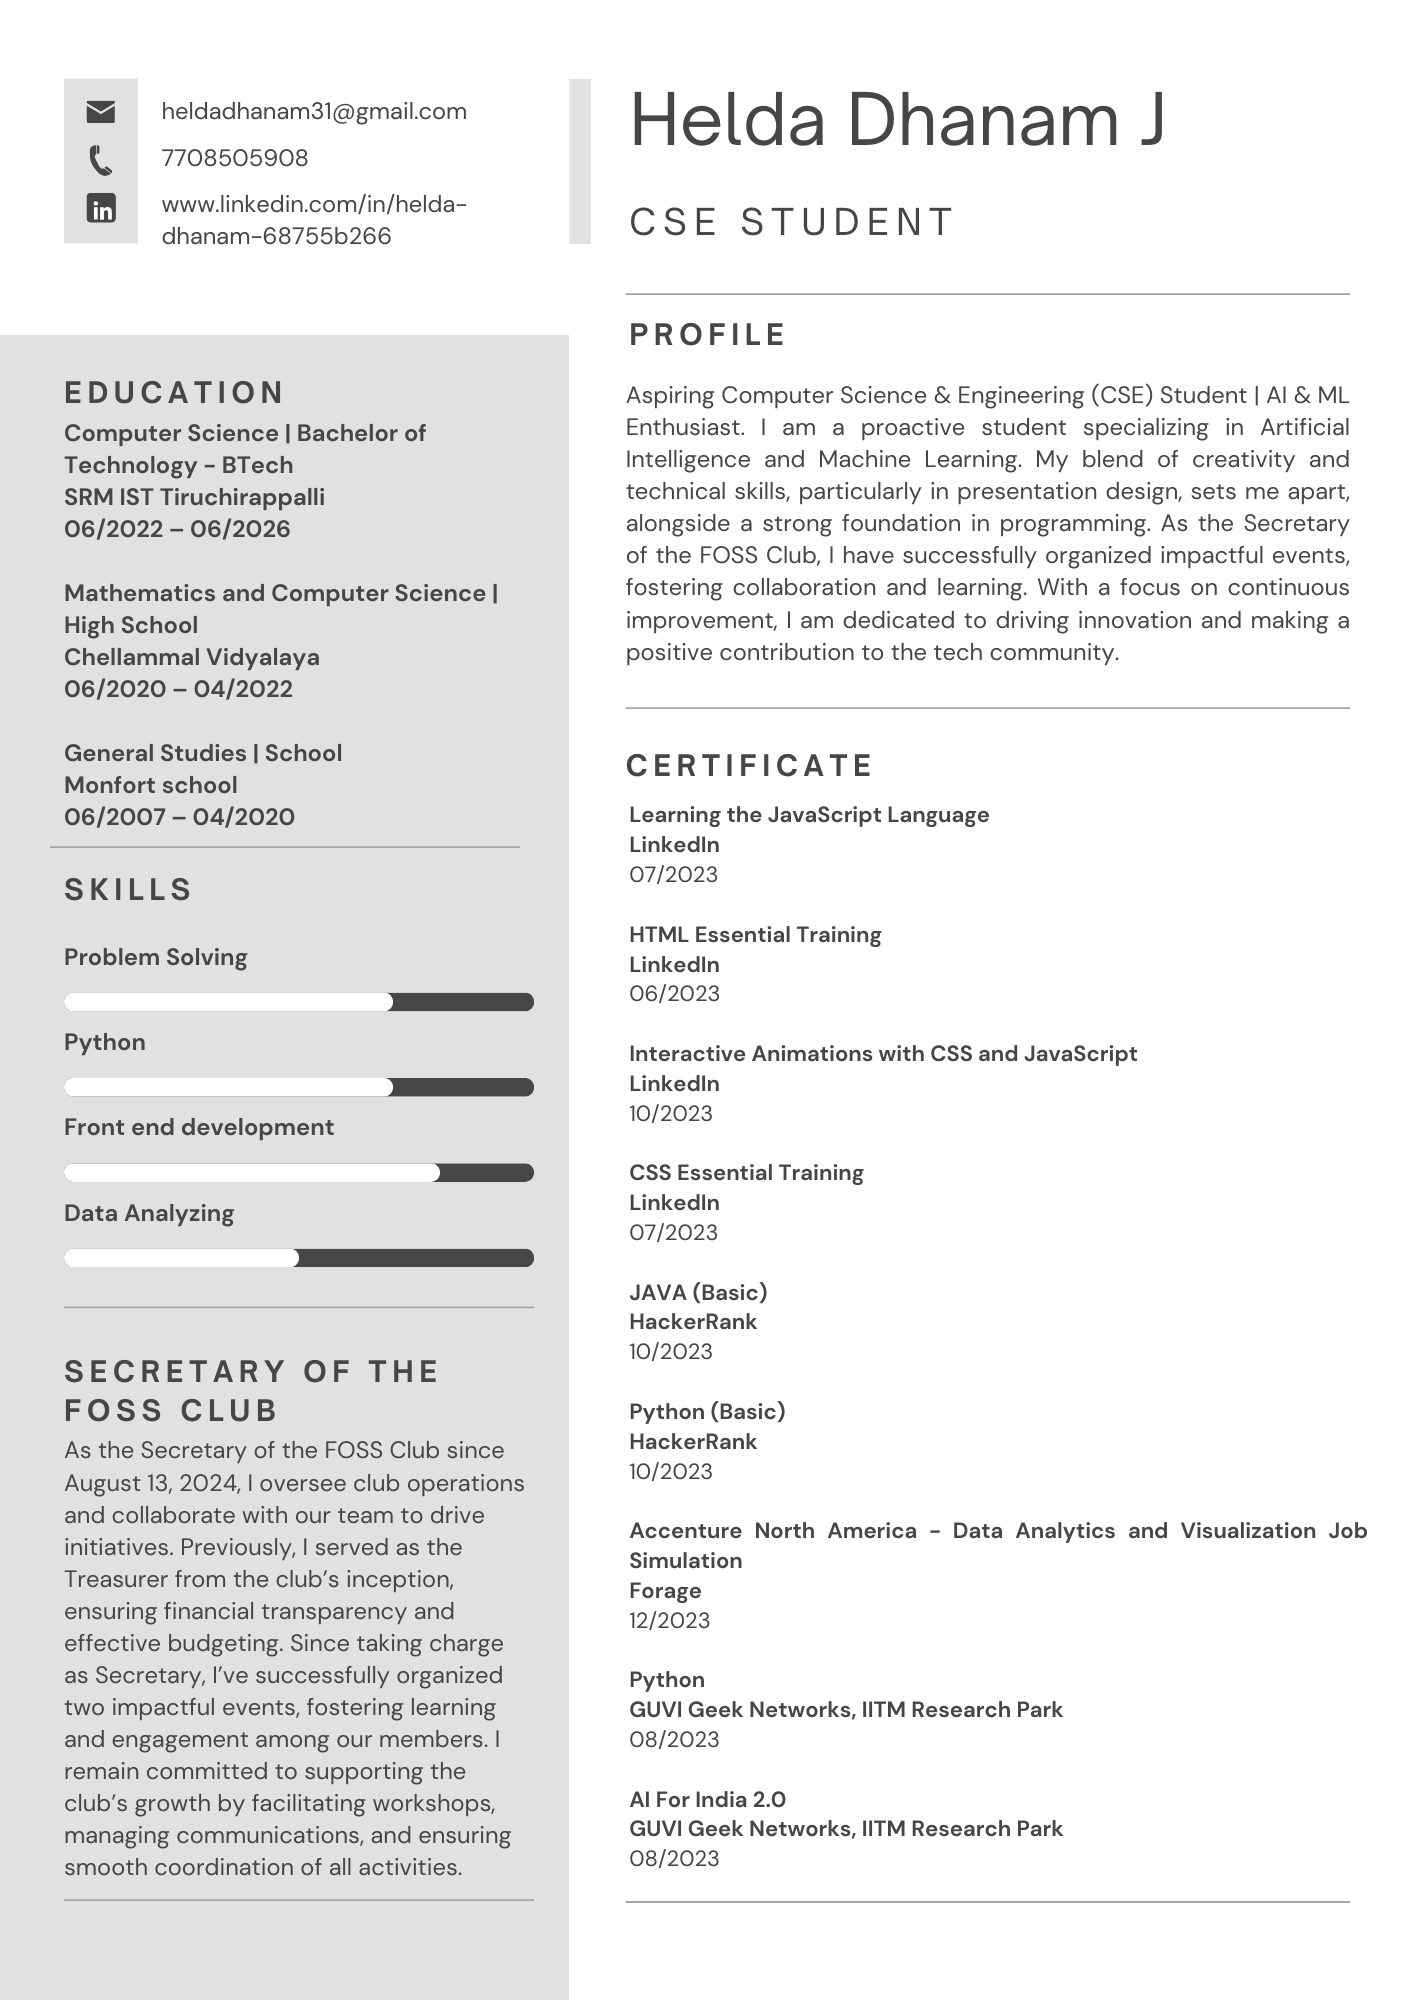 heldadhanam31@gmail.com
7708505908
www.linkedin.com/in/helda-
dhanam-68755b266
Helda Dhanam J
CSE STUDENT
EDUCATION
Computer Science | Bachelor of
Technology - BTech
SRM IST Tiruchirappalli
06/2022 – 06/2026
Mathematics and Computer Science |
High School
Chellammal Vidyalaya
06/2020 – 04/2022
General Studies | School
Monfort school
06/2007 – 04/2020
SKILLS
Problem Solving
Python
Front end development
Data Analyzing
SECRETARY OF THE
FOSS CLUB
As the Secretary of the FOSS Club since
August 13, 2024, I oversee club operations
and collaborate with our team to drive
initiatives. Previously, I served as the
Treasurer from the club’s inception,
ensuring financial transparency and
effective budgeting. Since taking charge
as Secretary, I’ve successfully organized
two impactful events, fostering learning
and engagement among our members. I
remain committed to supporting the
club’s growth by facilitating workshops,
managing communications, and ensuring
smooth coordination of all activities.
PROFILE
Aspiring Computer Science & Engineering (CSE) Student | AI & ML
Enthusiast. I am a proactive student specializing in Artificial
Intelligence and Machine Learning. My blend of creativity and
technical skills, particularly in presentation design, sets me apart,
alongside a strong foundation in programming. As the Secretary
of the FOSS Club, I have successfully organized impactful events,
fostering collaboration and learning. With a focus on continuous
improvement, I am dedicated to driving innovation and making a
positive contribution to the tech community.
CERTIFICATE
Learning the JavaScript Language
LinkedIn
07/2023
HTML Essential Training
LinkedIn
06/2023
Interactive Animations with CSS and JavaScript
LinkedIn
10/2023
CSS Essential Training
LinkedIn
07/2023
JAVA (Basic)
HackerRank
10/2023
Python (Basic)
HackerRank
10/2023
Accenture North America - Data Analytics and Visualization Job
Simulation
Forage
12/2023
Python
GUVI Geek Networks, IITM Research Park
08/2023
AI For India 2.0
GUVI Geek Networks, IITM Research Park
08/2023